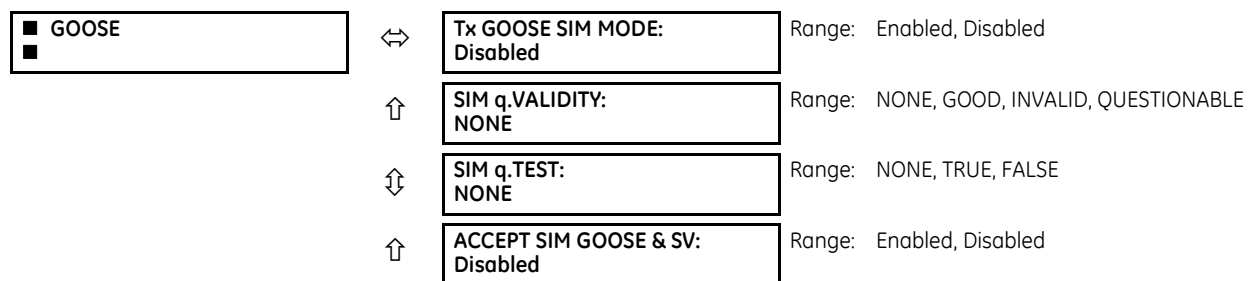 ■ GOOSE
■
Tx GOOSE SIM MODE:
Disabled
Range: Enabled, Disabled
SIM q.VALIDITY:
NONE
Range: NONE, GOOD, INVALID, QUESTIONABLE
SIM q.TEST:
NONE
Range: NONE, TRUE, FALSE
ACCEPT SIM GOOSE & SV:
Disabled
Range: Enabled, Disabled